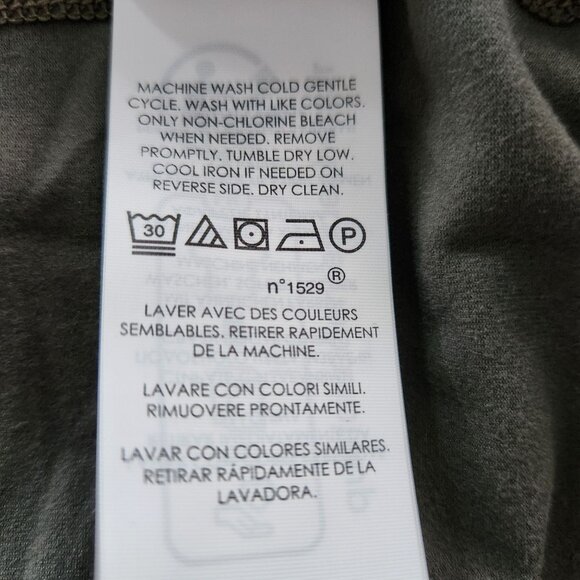 MACHINE WASH COLD GENTLE
CYCLE. WASH WITH LIKE COLORS.
ONLY NON-CHLORINE BLEACH
WHEN NEEDED. REMOVE
PROMPTLY. TUMBLE DRY LOW.
COOL IRON IF NEEDED ON
REVERSE SIDE. DRY CLEAN.
30 P
n°1529 ®
LAVER AVEC DES COULEURS
SEMBLABLES. RETIRER RAPIDEMENT
DE LA MACHINE.
LAVARE CON COLORI SIMILI.
RIMUOVERE PRONTAMENTE.
LAVAR CON COLORES SIMILARES.
RETIRAR RÁPIDAMENTE DE LA
LAVADORA.